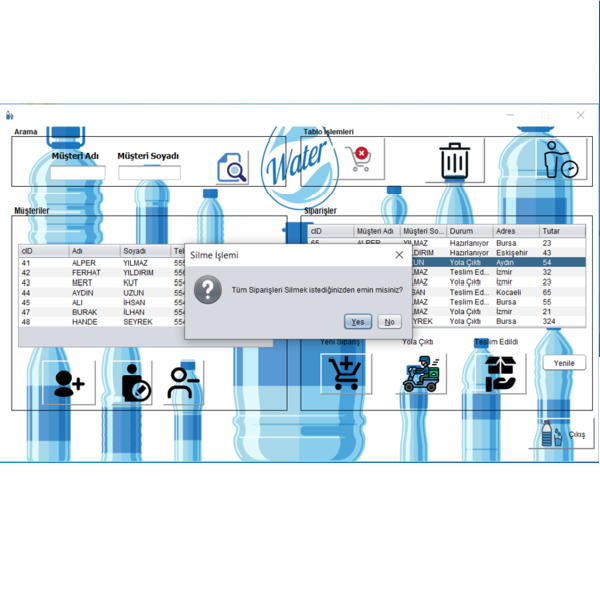 Arama
Tablo İşlemleri
Müşteri Adı
Müşteri Soyadı
Water
Müşteriler
Siparişler
cID Adı Soyadı
41 ALPER YILMAZ
42 FERHAT YILDIRIM
43 MERT KUT
44 AYDIN UZUN
45 ALİ İHSAN
47 BURAK İLHAN
48 HANDE SEYREK
cID Müşteri Adı Müşteri So... Durum Adres Tutar
65 ALPER YILMAZ Hazırlanıyor Bursa 23
Hazırlanıyor Eskişehir 43
Yola Çıktı Aydın 54
Teslim Ed... İzmir 32
Yola Çıktı İzmir 23
Teslim Ed... Kocaeli 65
Teslim Ed... Bursa 55
Yola Çıktı İzmir 21
Yola Çıktı Bursa 324
Silme İşlemi
Tüm Siparişleri Silmek istediğinizden emin misiniz?
Yes No
Yeni Sipariş
Yola Çıktı
Teslim Edildi
Yenile
Çıkış